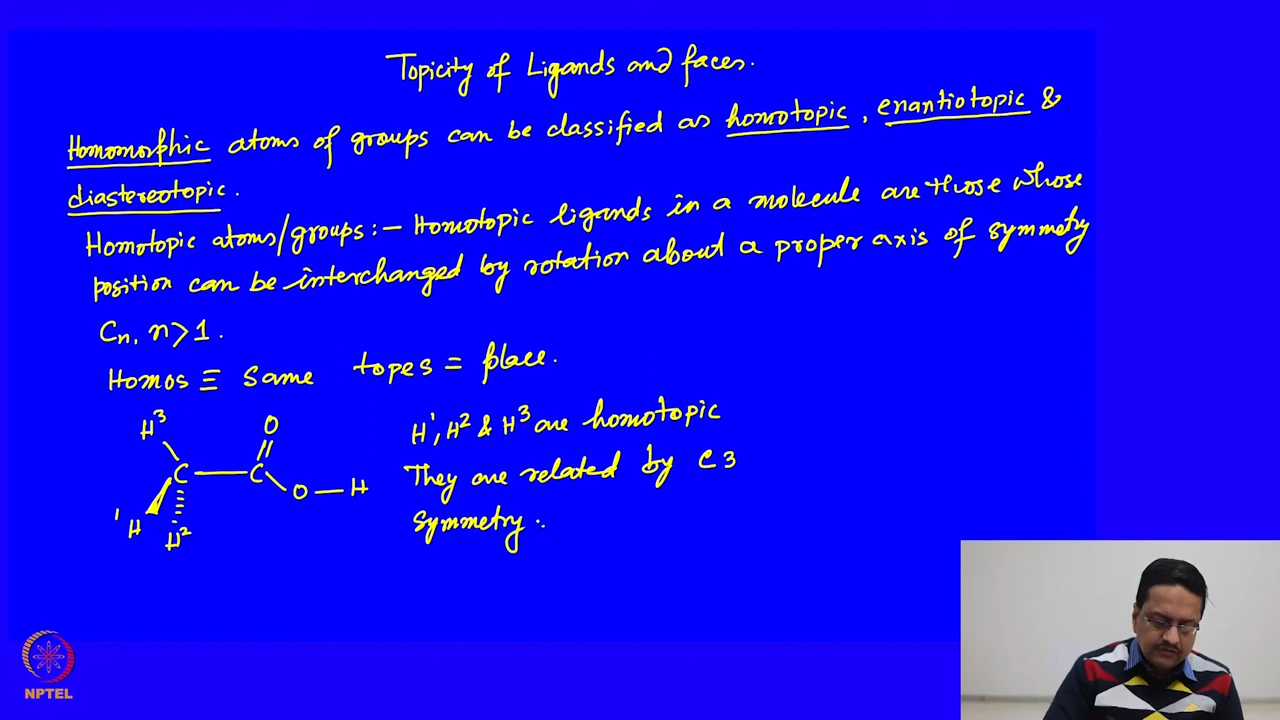 Topicity of Ligands and faces.
Homomorphic atoms of groups can be classified as homotopic, enantiotopic &
diastereotopic.
Homotopic atoms/groups:- Homotopic ligands in a molecule are those whose
position can be interchanged by rotation about a proper axis of symmetry
Cn, n>1.
Homos ≡ Same topes = place.
H³ O
C C
O H
¹H H²
H¹, H² & H³ are homotopic
They are related by C3
Symmetry.
NPTEL